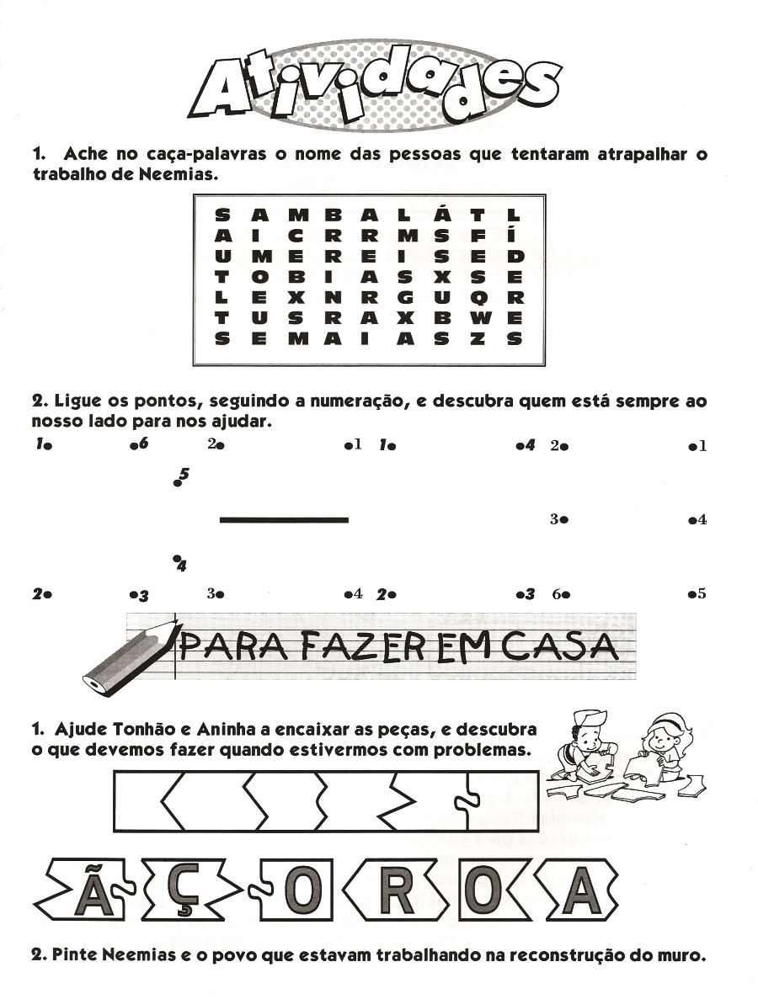 Atividades
1. Ache no caça-palavras o nome das pessoas que tentaram atrapalhar o
trabalho de Neemias.
S A M B A L Á T L
A I C R R M S F Í
U M E R E I S E D
T O B I A S X S E
L E X N R G U Q R
T U S R A X B W E
S E M A I A S Z S
2. Ligue os pontos, seguindo a numeração, e descubra quem está sempre ao
nosso lado para nos ajudar.
1 6 2 1 1 4 2 1
5
3 4
4
2 3 3 4 2 3 6 5
PARA FAZER EM CASA
1. Ajude Tonhão e Aninha a encaixar as peças, e descubra
o que devemos fazer quando estivermos com problemas.
Ã Ç O R O A
2. Pinte Neemias e o povo que estavam trabalhando na reconstrução do muro.